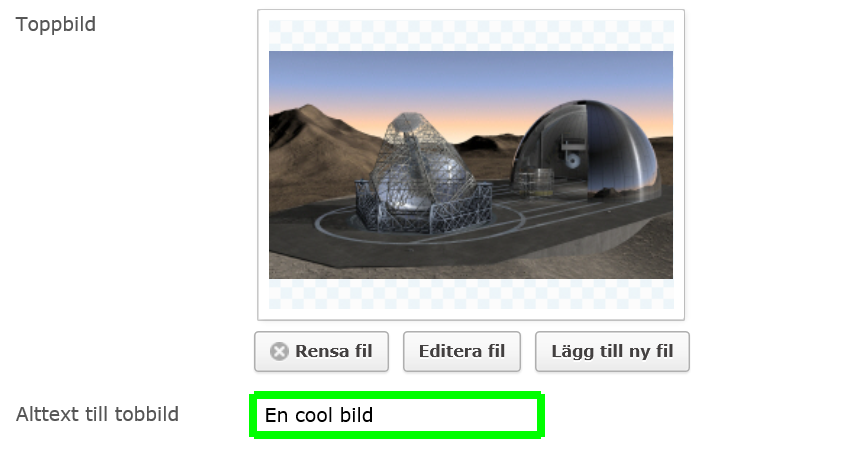 Toppbild
Rensa fil
Editera fil
Lägg till ny fil
Alttext till tobbild
En cool bild